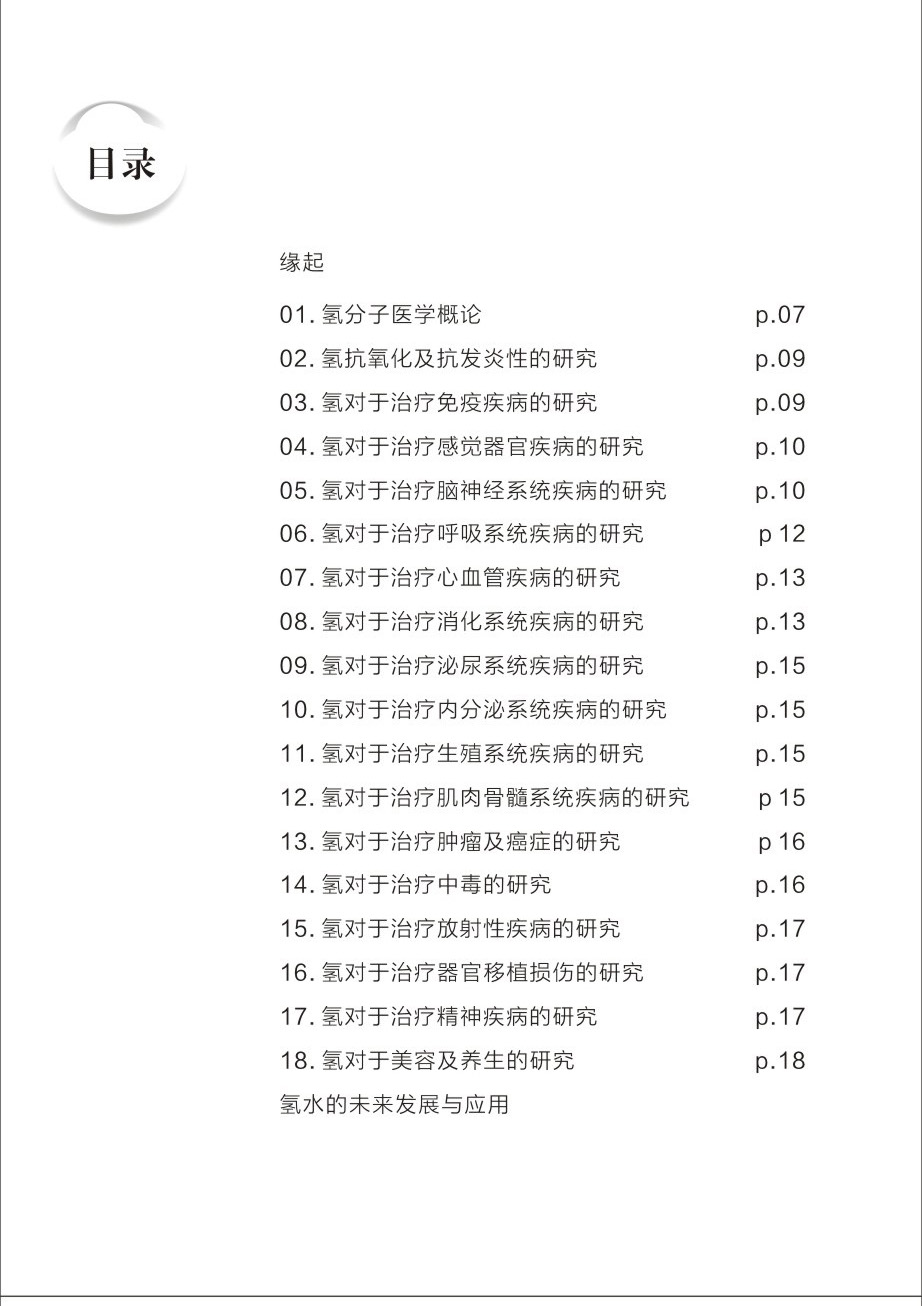 目录
缘起
01. 氢分子医学概论 p.07
02. 氢抗氧化及抗发炎性的研究 p.09
03. 氢对于治疗免疫疾病的研究 p.09
04. 氢对于治疗感觉器官疾病的研究 p.10
05. 氢对于治疗脑神经系统疾病的研究 p.10
06. 氢对于治疗呼吸系统疾病的研究 p 12
07. 氢对于治疗心血管疾病的研究 p.13
08. 氢对于治疗消化系统疾病的研究 p.13
09. 氢对于治疗泌尿系统疾病的研究 p.15
10. 氢对于治疗内分泌系统疾病的研究 p.15
11. 氢对于治疗生殖系统疾病的研究 p.15
12. 氢对于治疗肌肉骨髓系统疾病的研究 p 15
13. 氢对于治疗肿瘤及癌症的研究 p 16
14. 氢对于治疗中毒的研究 p.16
15. 氢对于治疗放射性疾病的研究 p.17
16. 氢对于治疗器官移植损伤的研究 p.17
17. 氢对于治疗精神疾病的研究 p.17
18. 氢对于美容及养生的研究 p.18
氢水的未来发展与应用